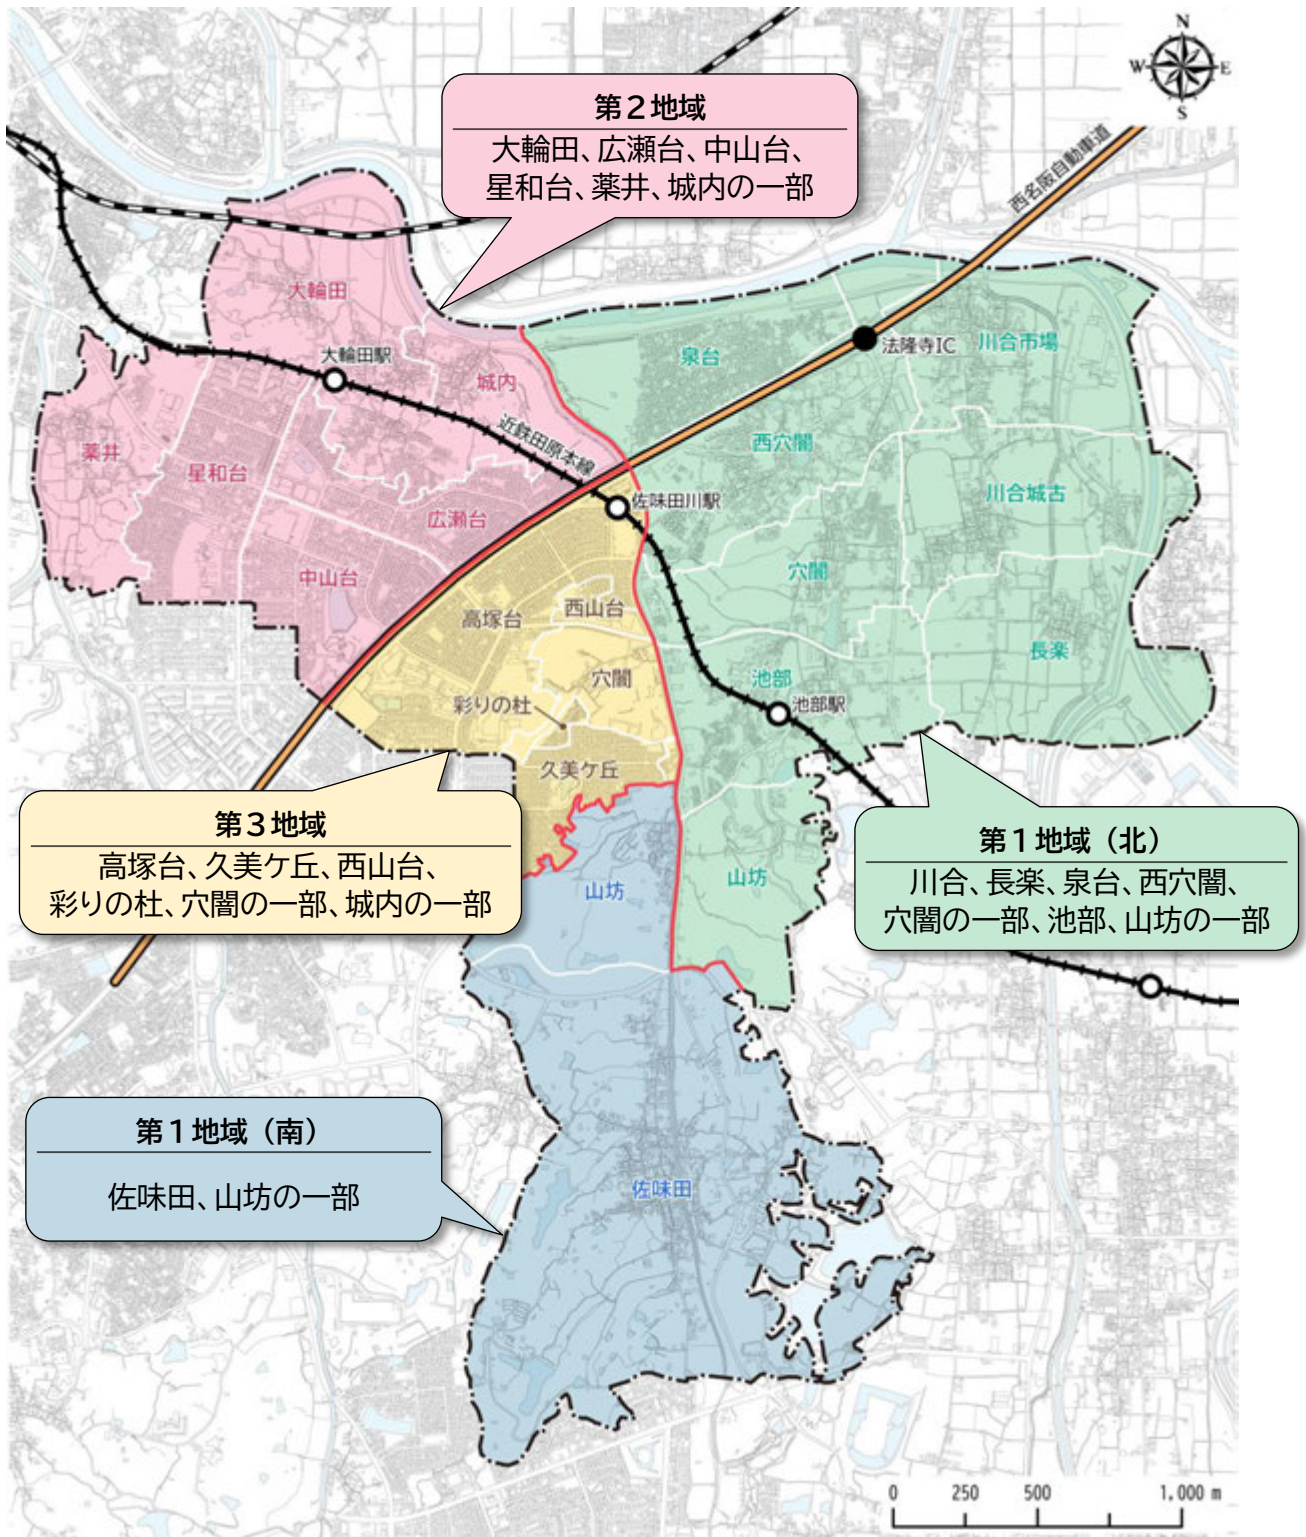 N
W
E
S
第2地域
大輪田、広瀬台、中山台、
星和台、薬井、城内の一部
西名阪自動車道
大輪田
大輪田駅
城内
泉台
法隆寺IC
川合市場
薬井
星和台
近鉄田原本線
西穴闇
佐味田川駅
川合城古
広瀬台
中山台
穴闇
高塚台
西山台
長楽
穴闇
池部
池部駅
彩りの杜
久美ケ丘
第3地域
高塚台、久美ケ丘、西山台、
彩りの杜、穴闇の一部、城内の一部
山坊
山坊
第1地域（北）
川合、長楽、泉台、西穴闇、
穴闇の一部、池部、山坊の一部
第1地域（南）
佐味田、山坊の一部
佐味田
0 250 500 1,000 m